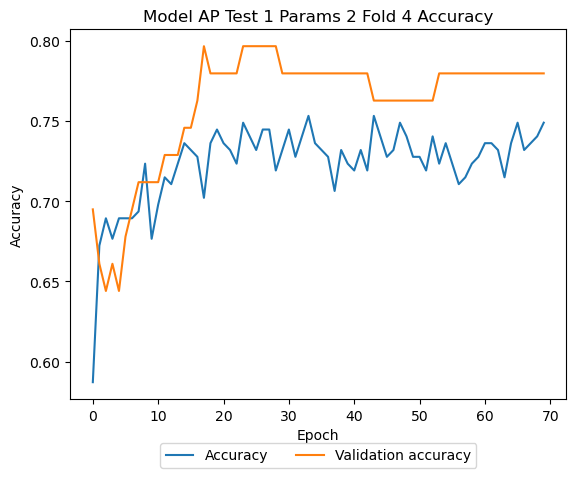 Model AP Test 1 Params 2 Fold 4 Accuracy
0.80
0.75
0.70
0.65
0.60
Accuracy
0 10 20 30 40 50 60 70
Epoch
Accuracy Validation accuracy